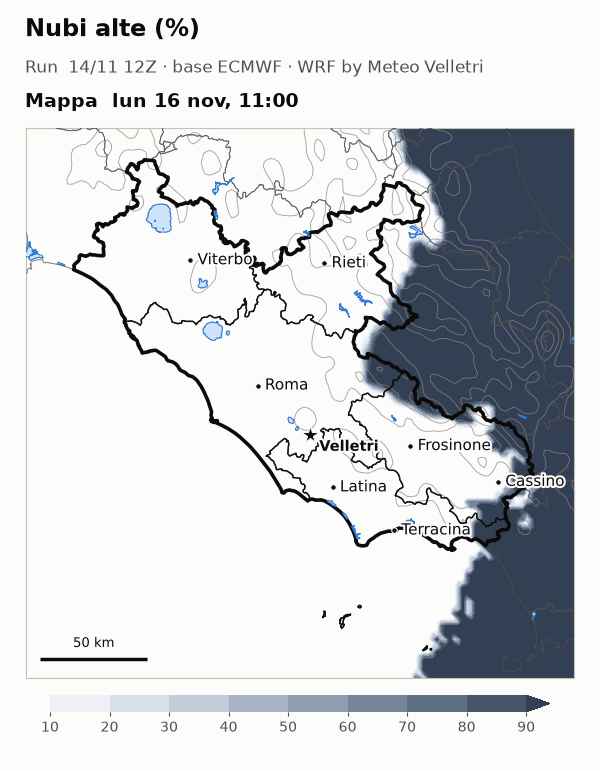 Nubi alte (%)
Run  14/11 12Z · base ECMWF · WRF by Meteo Velletri
Mappa  lun 16 nov, 11:00
Viterbo
Rieti
Roma
Velletri
Frosinone
Cassino
Latina
Terracina
50 km
10 20 30 40 50 60 70 80 90